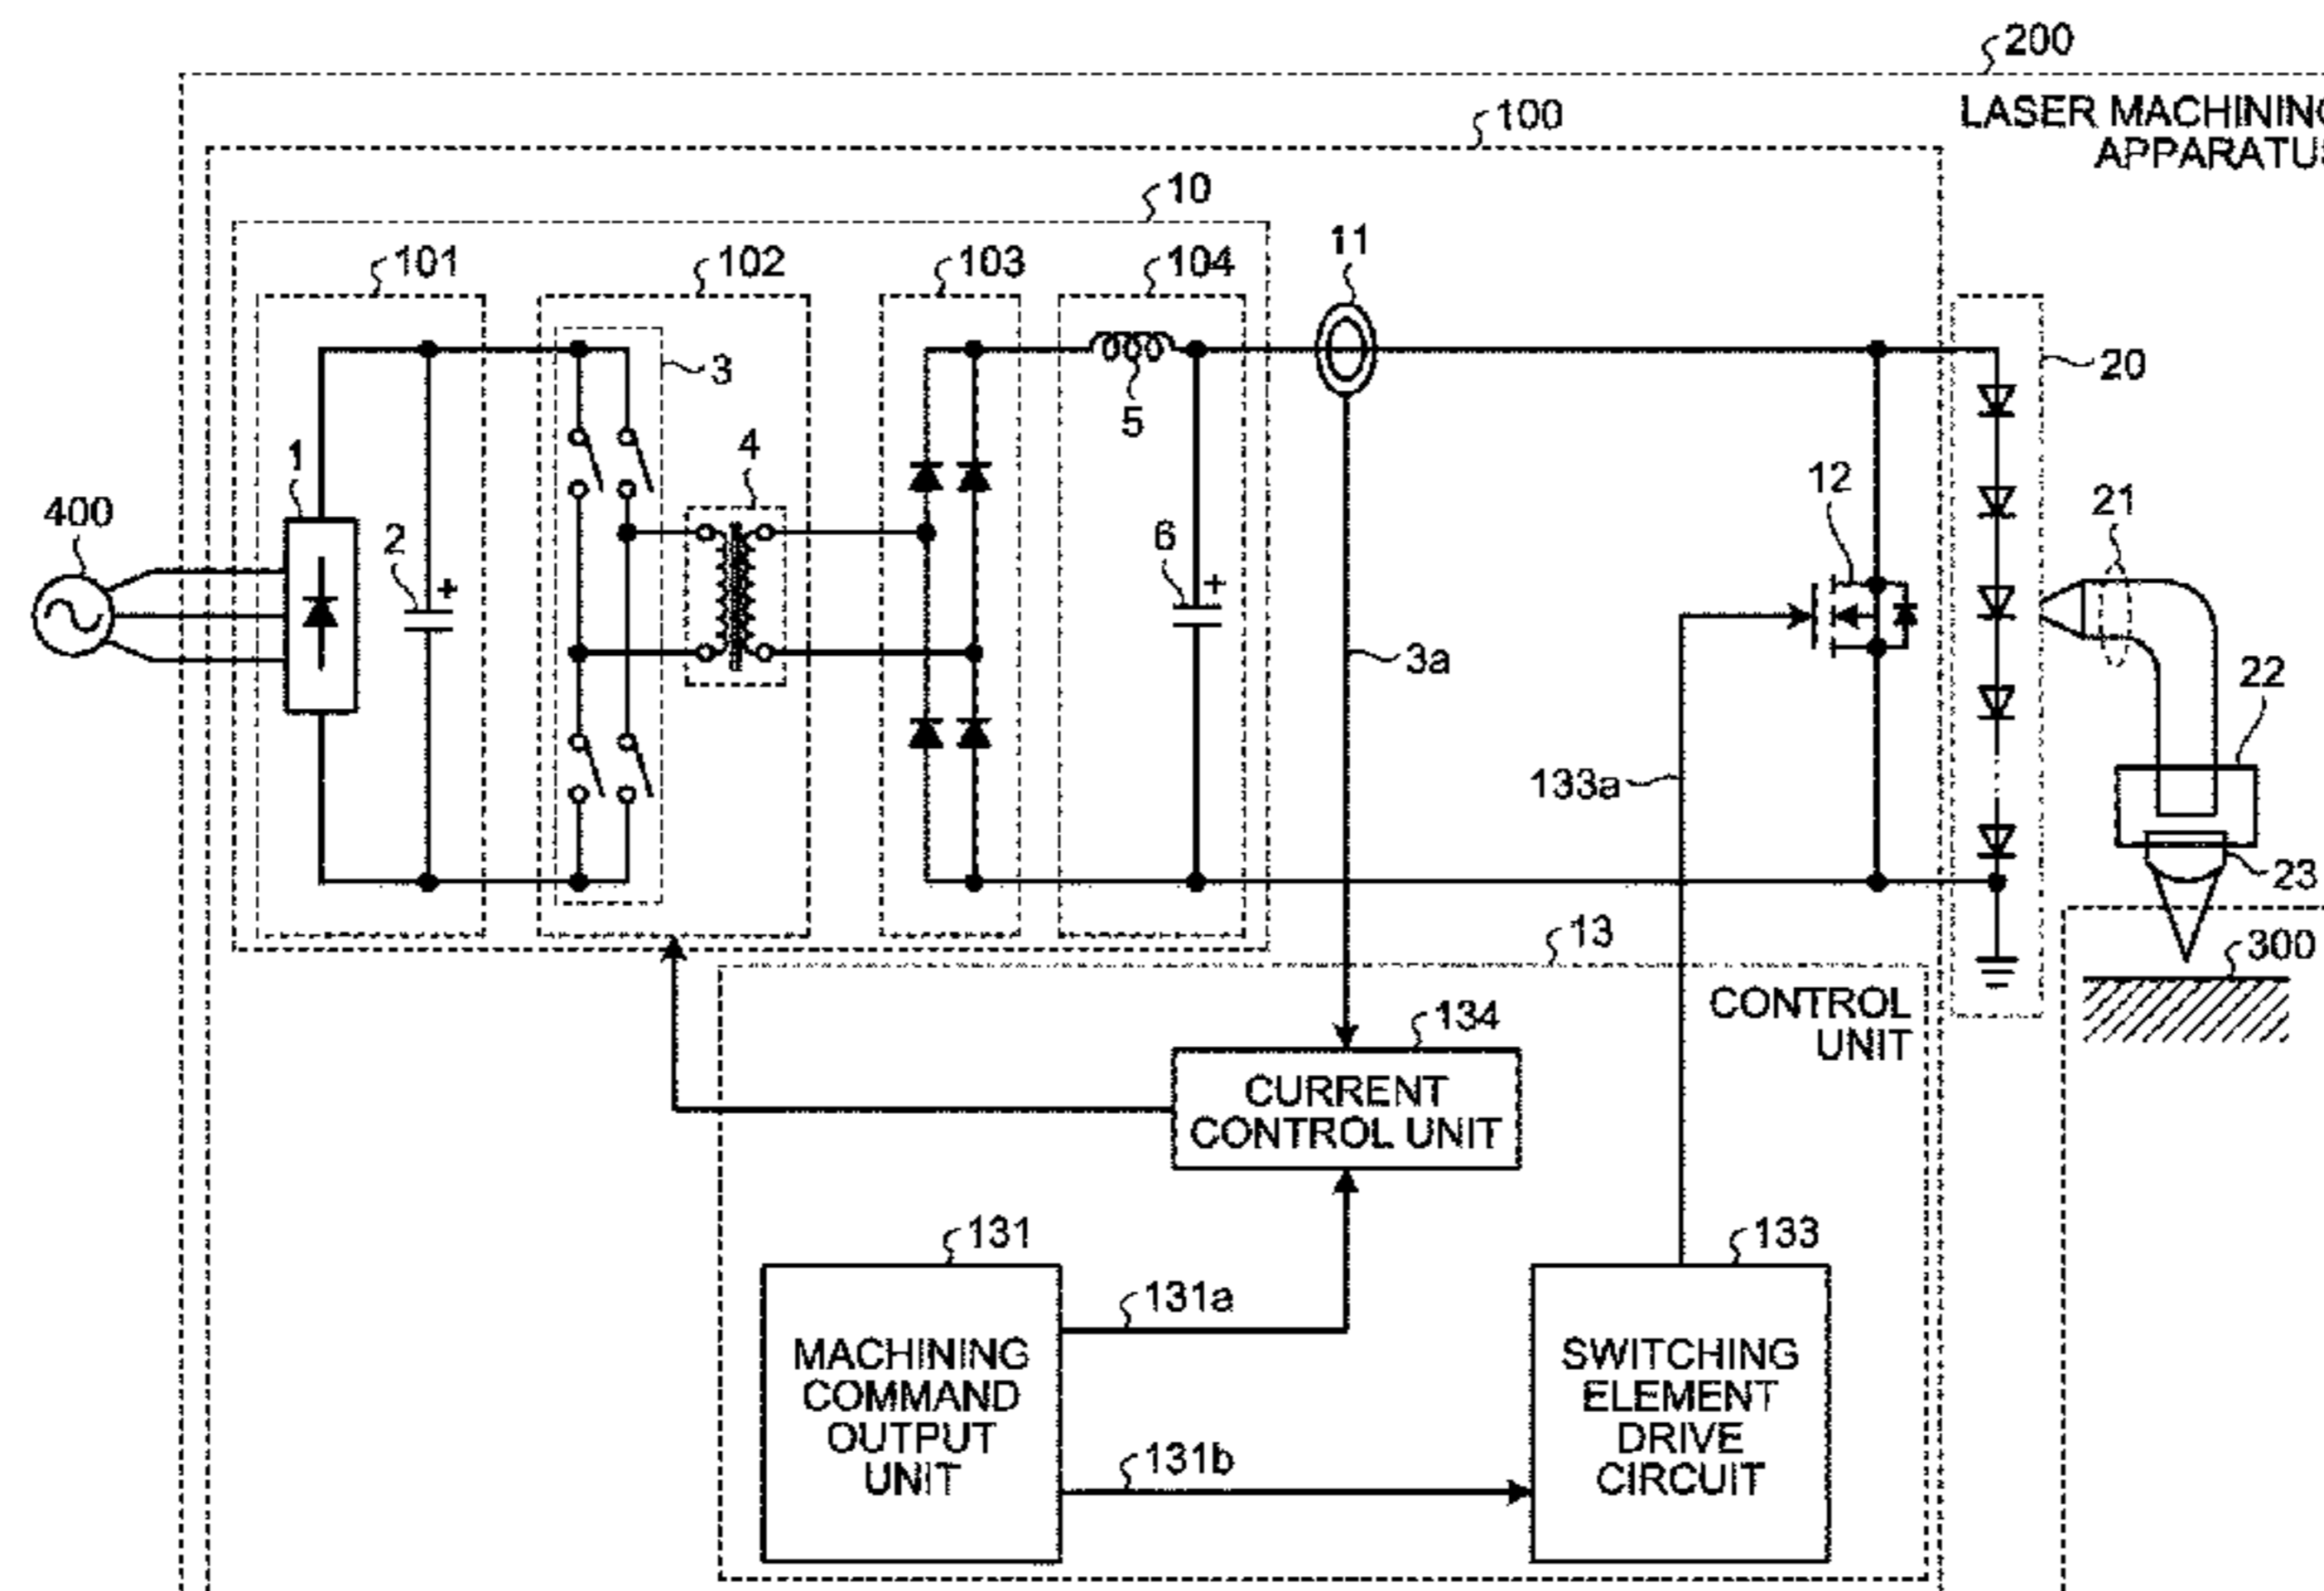 200
LASER MACHINING
APPARATU
100
10
11
101
102
103
104
3
5
20
4
1
12
21
400
2
6
3a
22
133a
23
13
300
CONTROL
UNIT
134
CURRENT
CONTROL UNIT
131
133
131a
MACHINING
COMMAND
OUTPUT
UNIT
SWITCHING
ELEMENT
DRIVE
CIRCUIT
131b